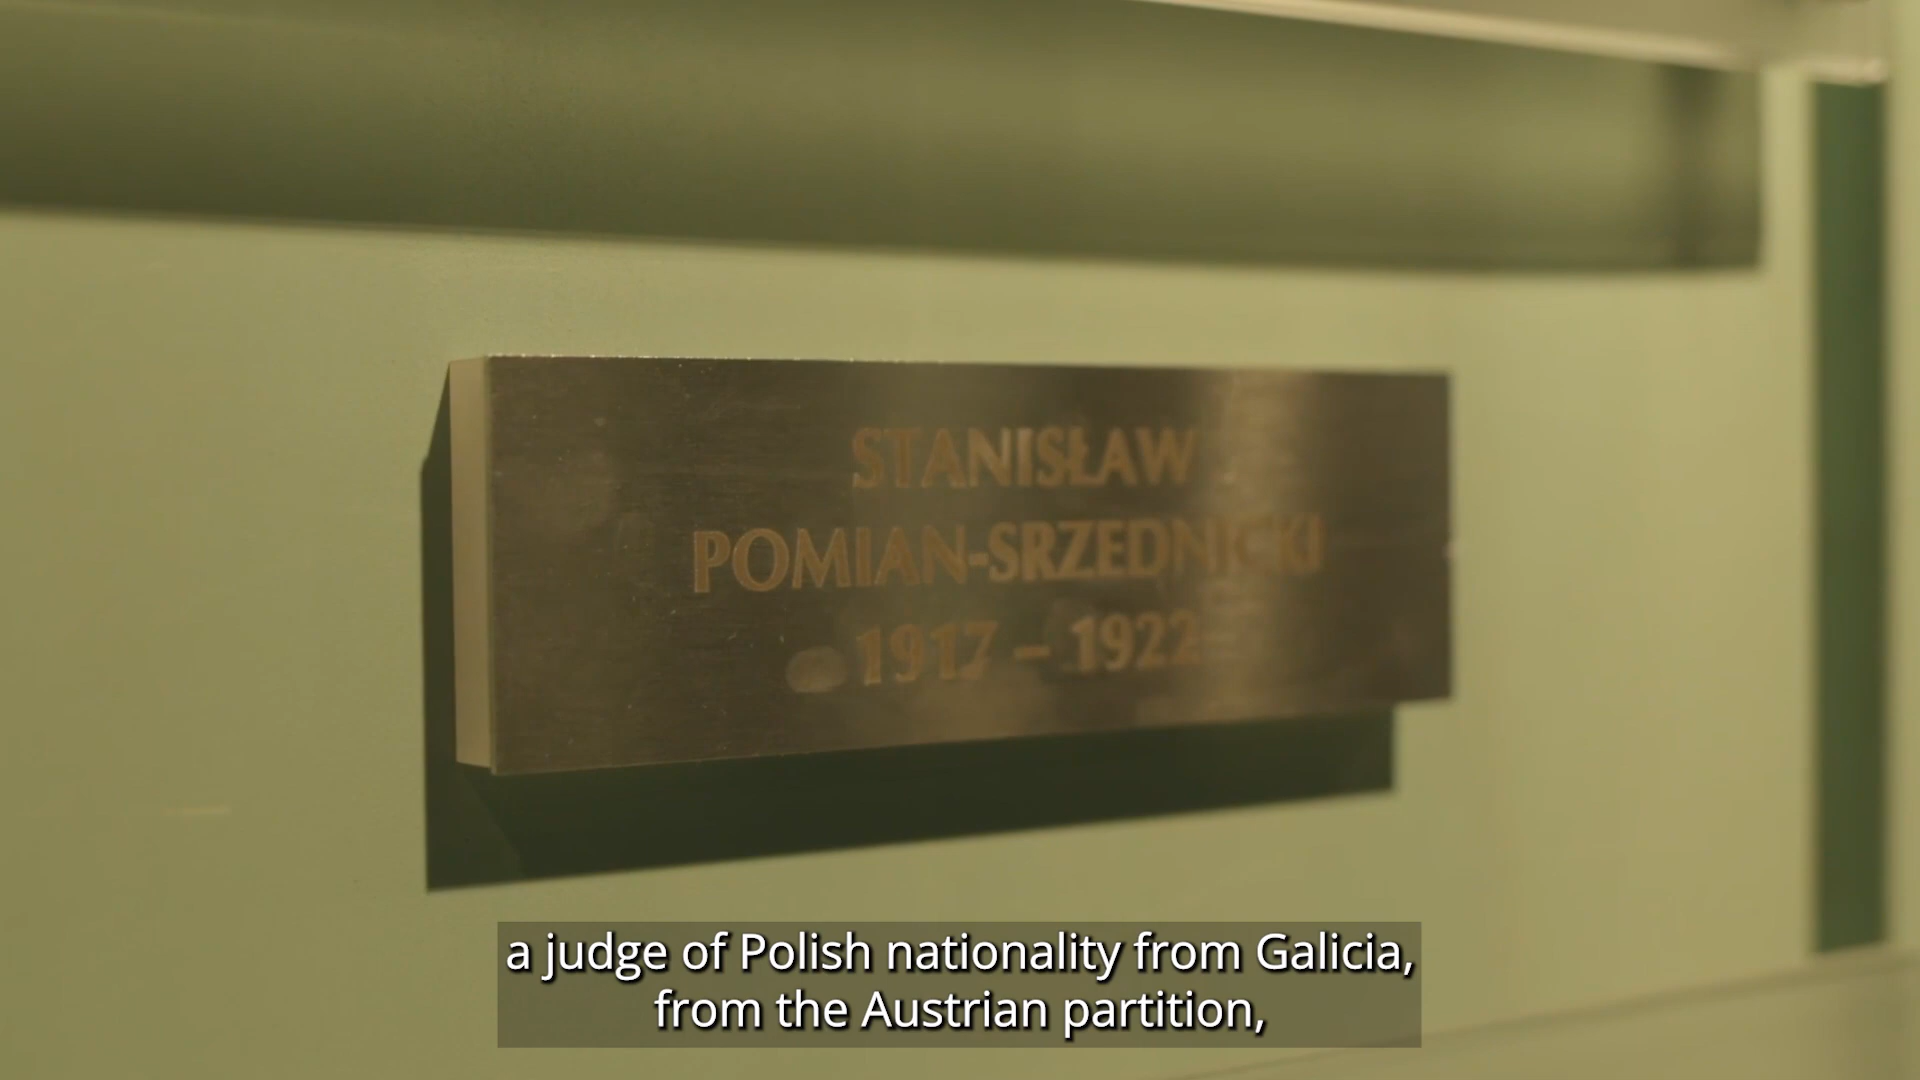 STANISŁAW
POMIAN-SRZEDNICKI
1917 – 1922
a judge of Polish nationality from Galicia,
from the Austrian partition,